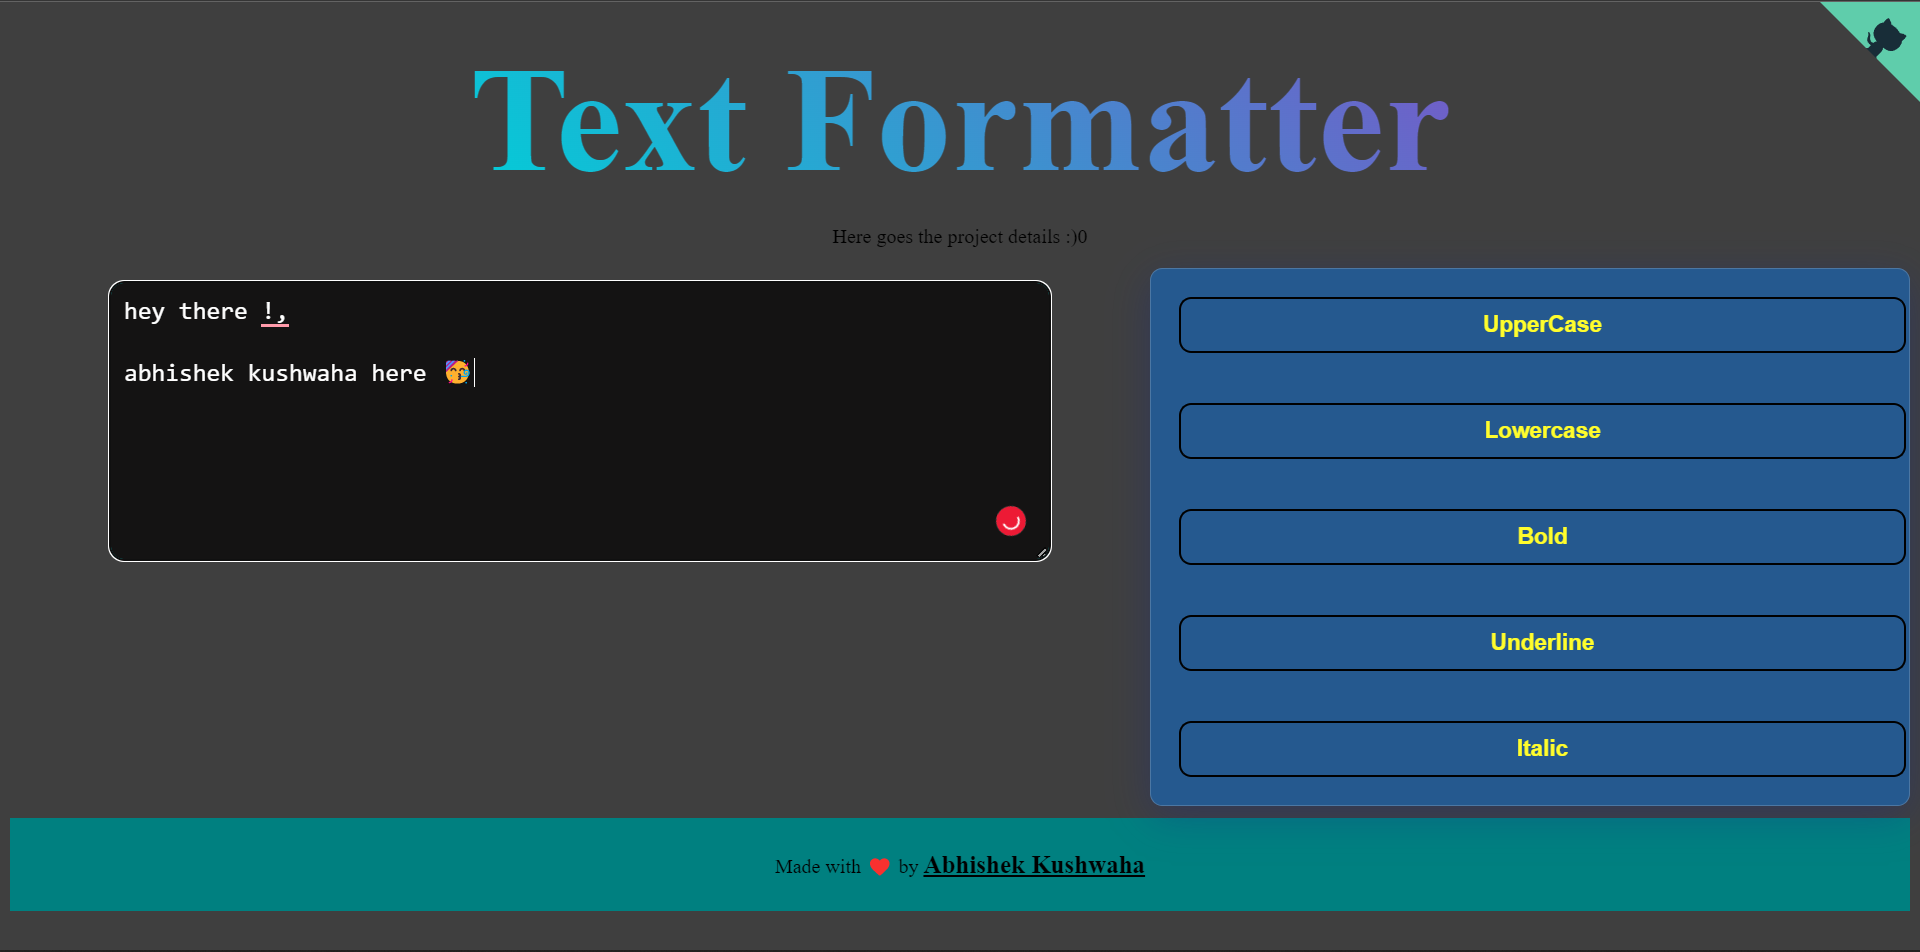 Text Formatter
Here goes the project details :)0
hey there !,
abhishek kushwaha here 🥳
UpperCase
Lowercase
Bold
Underline
Italic
Made with ❤️ by Abhishek Kushwaha